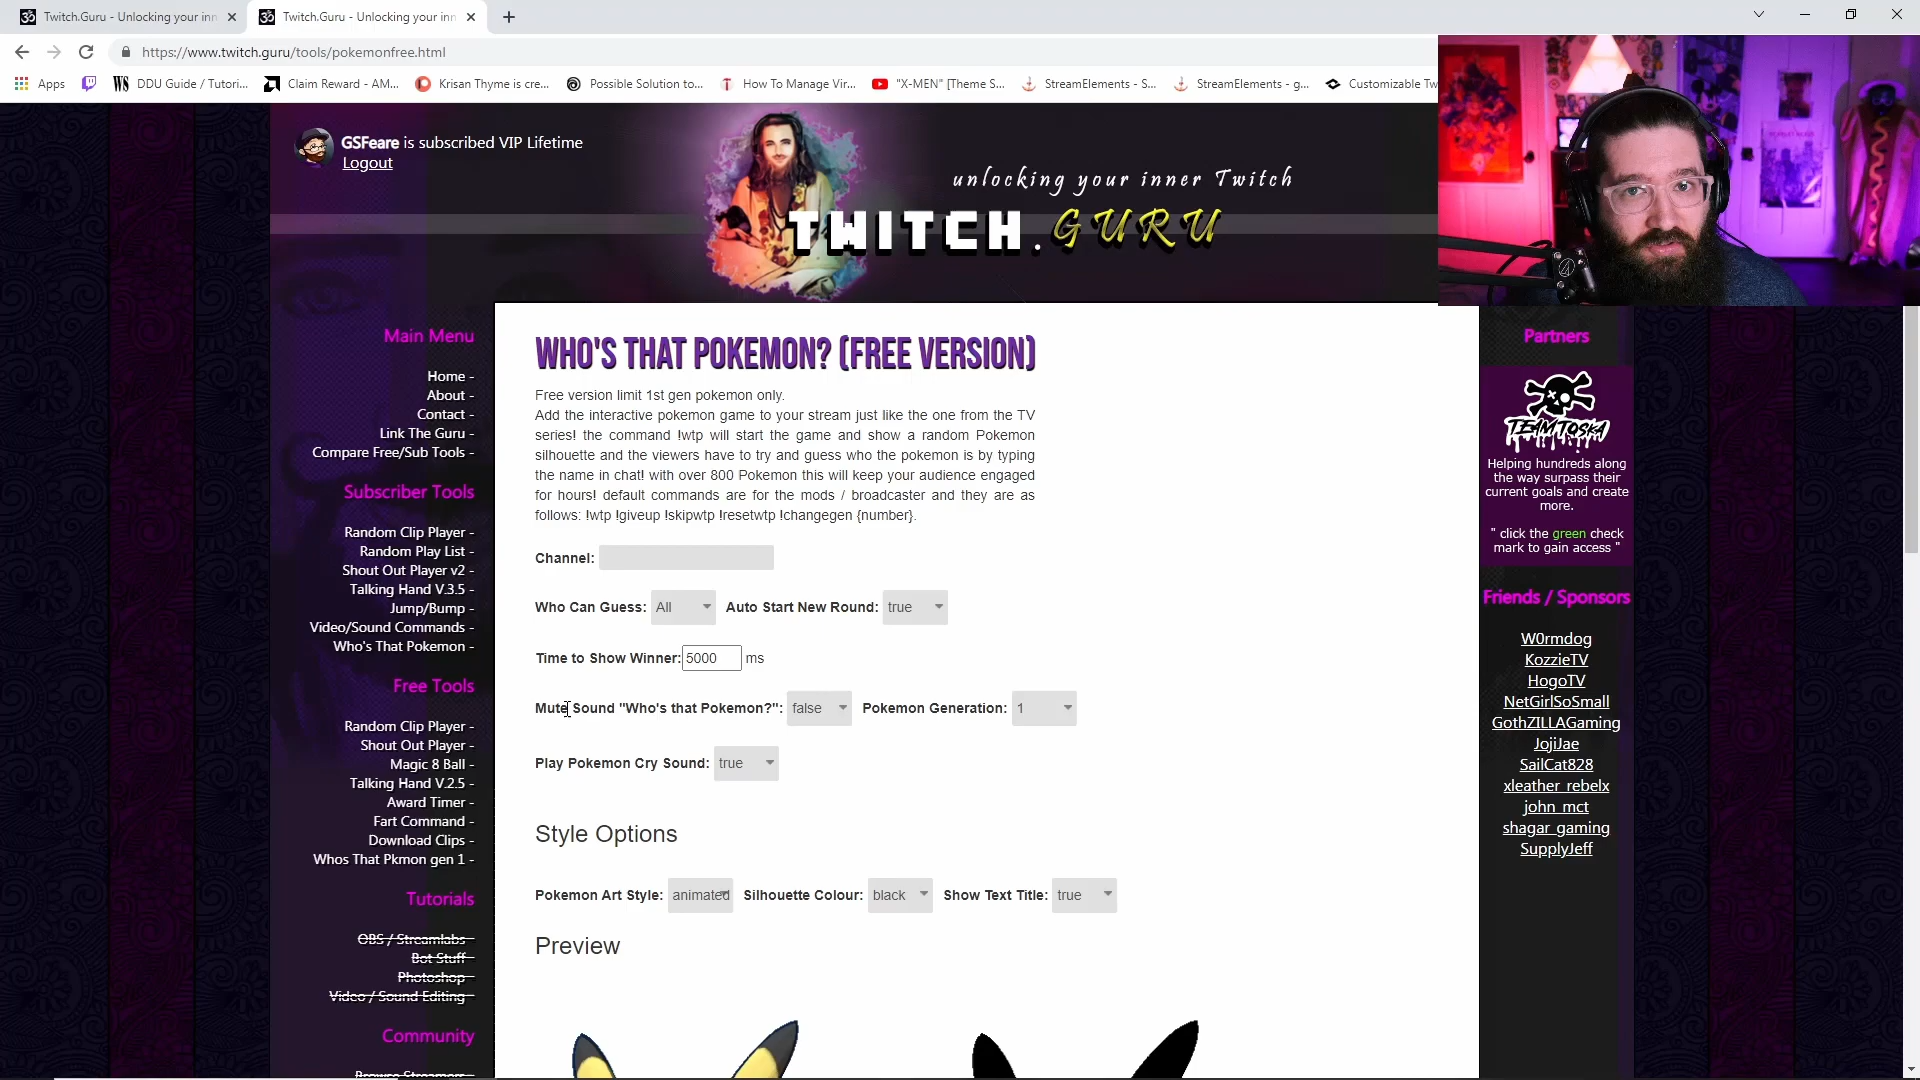 Twitch.Guru - Unlocking your inn
Twitch.Guru - Unlocking your inn
https://www.twitch.guru/tools/pokemonfree.html
Apps
DDU Guide / Tutori...
Claim Reward - AM...
Krisan Thyme is cre...
Possible Solution to...
How To Manage Vir...
"X-MEN" [Theme S...
StreamElements - S...
StreamElements - g...
Customizable Tw
GSFeare is subscribed VIP Lifetime
Logout
unlocking your inner Twitch
TWITCH.GURU
Main Menu
Home -
About -
Contact -
Link The Guru -
Compare Free/Sub Tools -
Subscriber Tools
Random Clip Player -
Random Play List -
Shout Out Player v2 -
Talking Hand V.3.5 -
Jump/Bump -
Video/Sound Commands -
Who's That Pokemon -
Free Tools
Random Clip Player -
Shout Out Player -
Magic 8 Ball -
Talking Hand V.2.5 -
Award Timer -
Fart Command -
Download Clips -
Whos That Pkmon gen 1 -
Tutorials
OBS / Streamlabs -
Bot Stuff -
Photoshop -
Video / Sound Editing -
Community
Browse Streamers -
WHO'S THAT POKEMON? (FREE VERSION)
Free version limit 1st gen pokemon only.
Add the interactive pokemon game to your stream just like the one from the TV
series! the command !wtp will start the game and show a random Pokemon
silhouette and the viewers have to try and guess who the pokemon is by typing
the name in chat! with over 800 Pokemon this will keep your audience engaged
for hours! default commands are for the mods / broadcaster and they are as
follows: !wtp !giveup !skipwtp !resetwtp !changegen {number}.
Channel:
Who Can Guess: All Auto Start New Round: true
Time to Show Winner: 5000 ms
Mute Sound "Who's that Pokemon?": false Pokemon Generation: 1
Play Pokemon Cry Sound: true
Style Options
Pokemon Art Style: animated Silhouette Colour: black Show Text Title: true
Preview
Partners
TEAMTOSKA
Helping hundreds along
the way surpass their
current goals and create
more.
" click the green check
mark to gain access "
Friends / Sponsors
W0rmdog
KozzieTV
HogoTV
NetGirlSoSmall
GothZILLAGaming
JojiJae
SailCat828
xleather_rebelx
john_mct
shagar_gaming
SupplyJeff